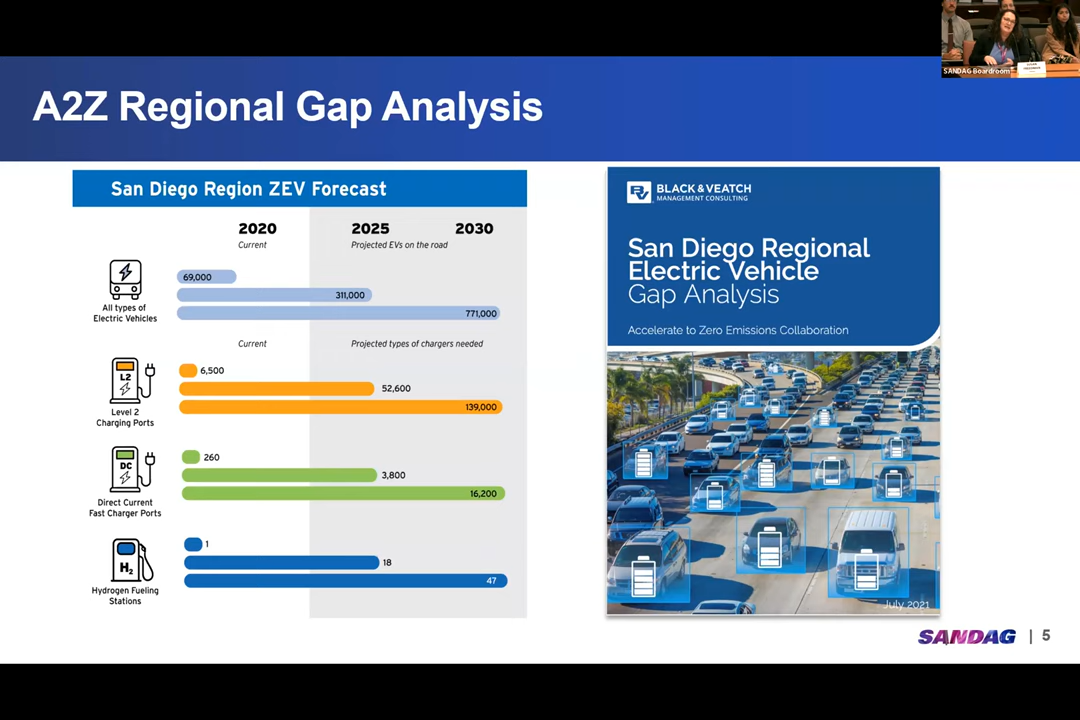 SANDAG Boardroom
A2Z Regional Gap Analysis
San Diego Region ZEV Forecast
2020
2025
2030
Current
Projected EVs on the road
69,000
311,000
771,000
All types of
Electric Vehicles
Current
Projected types of chargers needed
L2
6,500
52,600
139,000
Level 2
Charging Ports
DC
260
3,800
16,200
Direct Current
Fast Charger Ports
H2
1
18
47
Hydrogen Fueling
Stations
BV
BLACK & VEATCH
MANAGEMENT CONSULTING
San Diego Regional
Electric Vehicle
Gap Analysis
Accelerate to Zero Emissions Collaboration
July 2021
SANDAG | 5